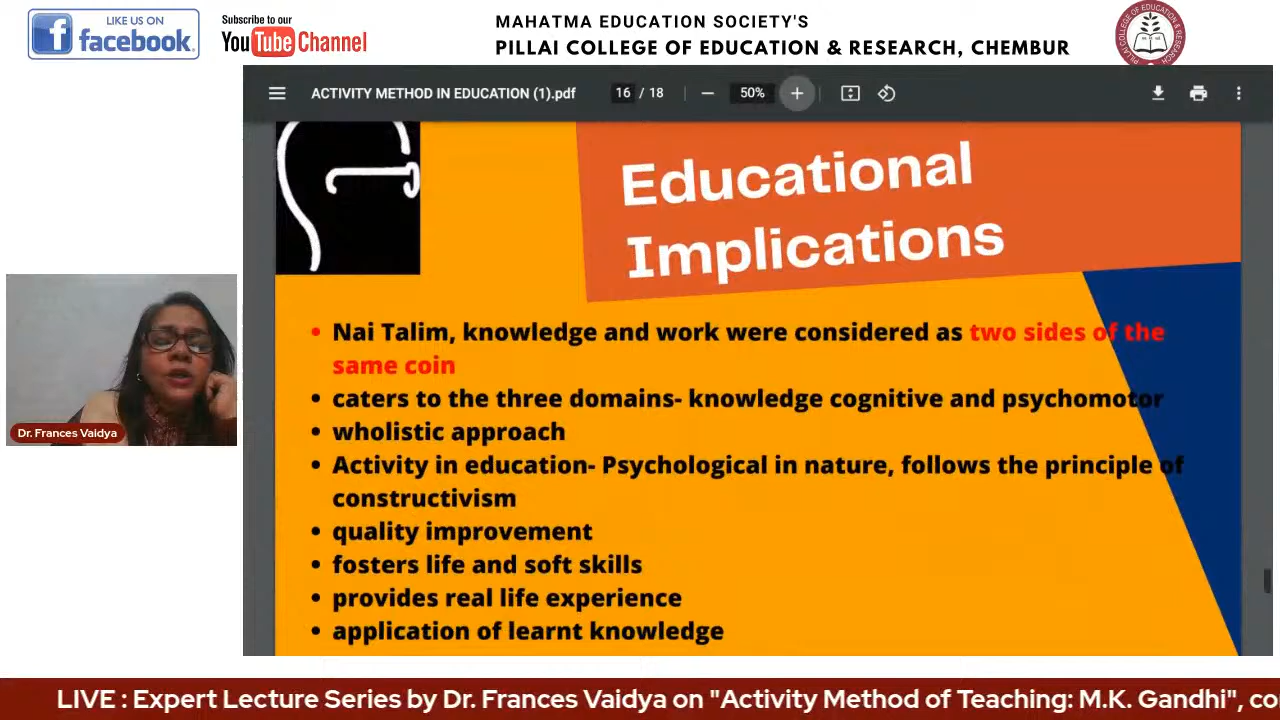 LIKE US ON
facebook.
Subscribe to our
YouTube Channel
MAHATMA EDUCATION SOCIETY'S
PILLAI COLLEGE OF EDUCATION & RESEARCH, CHEMBUR
ACTIVITY METHOD IN EDUCATION (1).pdf
16 / 18
50%
Educational
Implications
• Nai Talim, knowledge and work were considered as two sides of the
same coin
• caters to the three domains- knowledge cognitive and psychomotor
• wholistic approach
• Activity in education- Psychological in nature, follows the principle of
constructivism
• quality improvement
• fosters life and soft skills
• provides real life experience
• application of learnt knowledge
Dr. Frances Vaidya
LIVE : Expert Lecture Series by Dr. Frances Vaidya on "Activity Method of Teaching: M.K. Gandhi", co